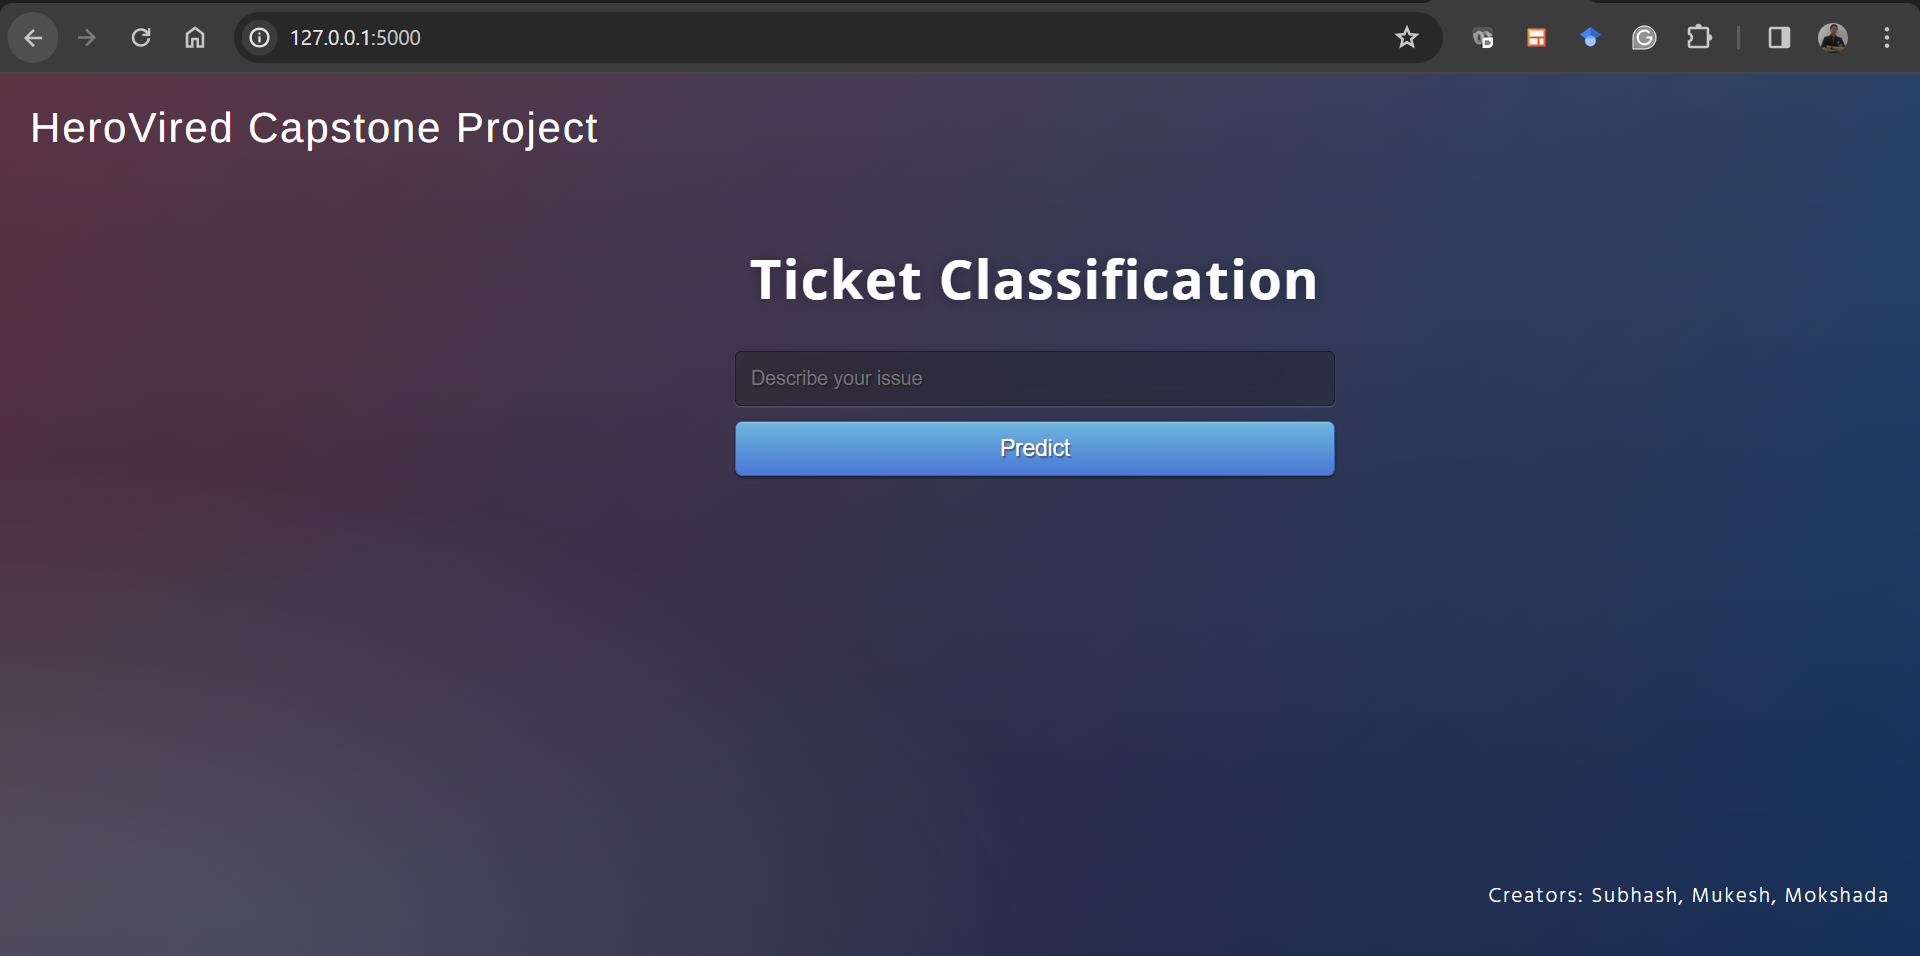 127.0.0.1:5000
HeroVired Capstone Project
Ticket Classification
Describe your issue
Predict
Creators: Subhash, Mukesh, Mokshada